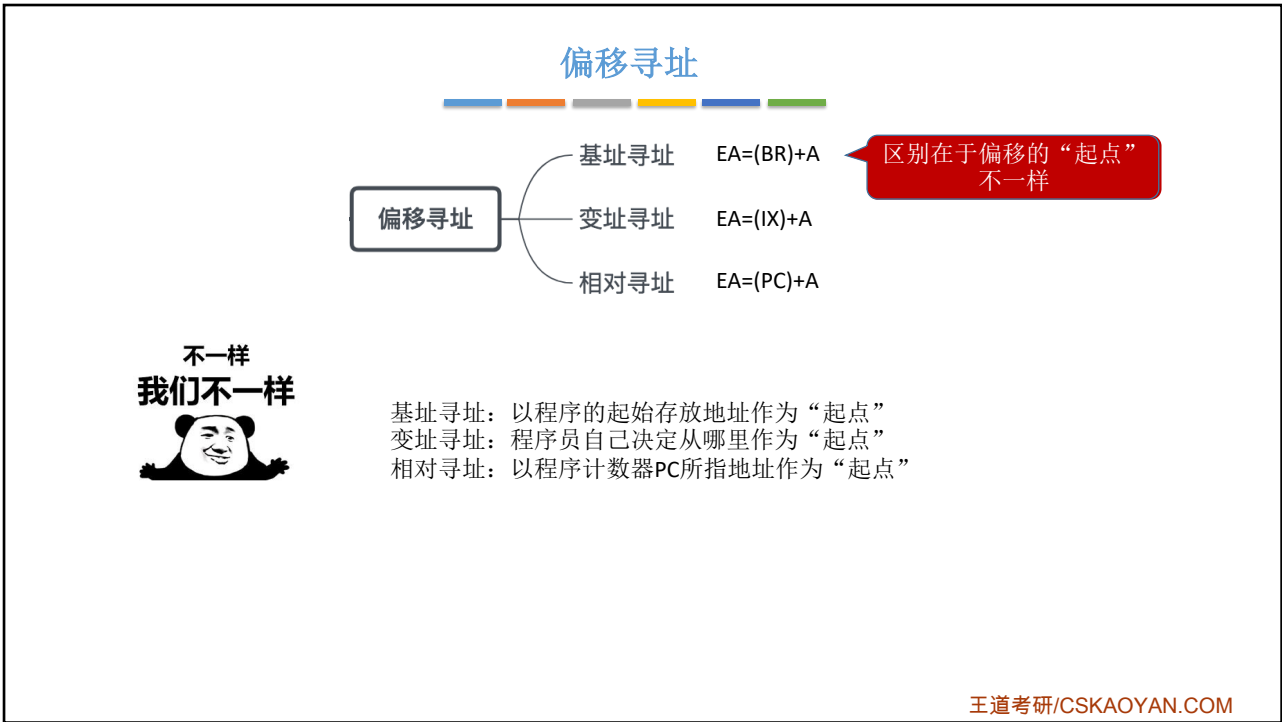 偏移寻址
基址寻址 EA=(BR)+A
区别在于偏移的“起点”
不一样
偏移寻址
变址寻址 EA=(IX)+A
相对寻址 EA=(PC)+A
不一样
我们不一样
基址寻址：以程序的起始存放地址作为“起点”
变址寻址：程序员自己决定从哪里作为“起点”
相对寻址：以程序计数器PC所指地址作为“起点”
王道考研/CSKAOYAN.COM